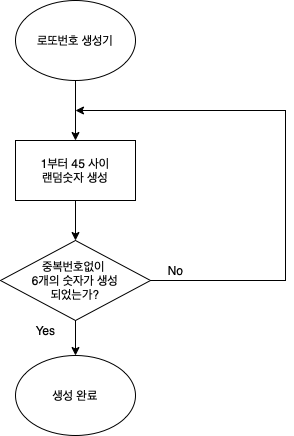 로또번호 생성기
1부터 45 사이
랜덤숫자 생성
중복번호없이
6개의 숫자가 생성
되었는가?
No
Yes
생성 완료